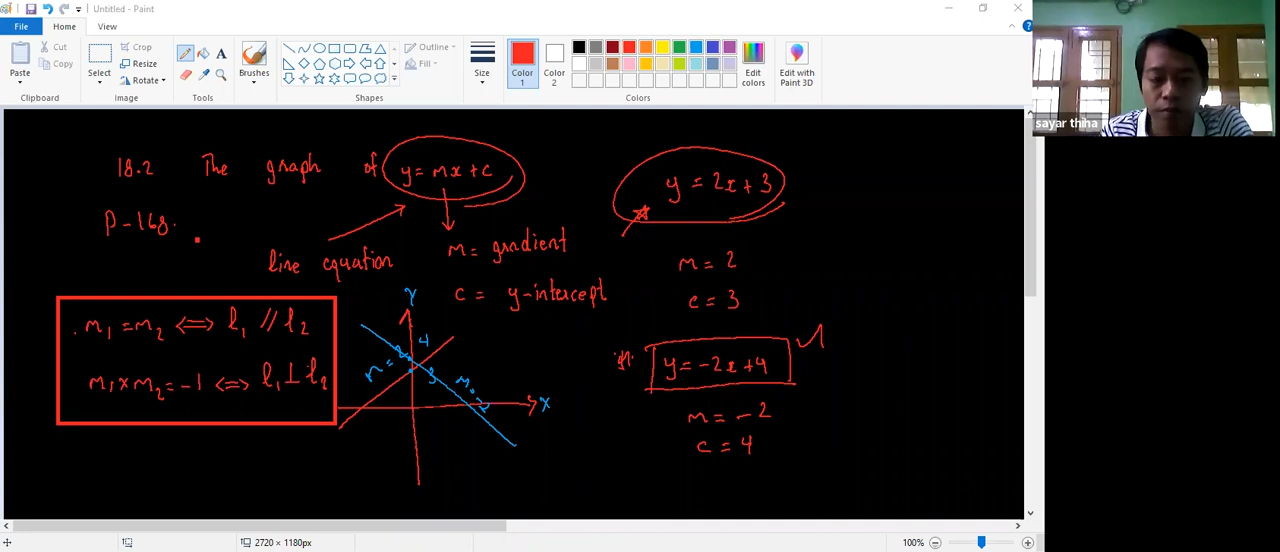 Untitled - Paint
File
Home
View
Paste
Cut
Copy
Clipboard
Select
Crop
Resize
Rotate
Image
Tools
Brushes
Shapes
Outline
Fill
Size
Color 1
Color 2
Edit colors
Colors
Edit with Paint 3D
sayar thiha
18.2 The graph of y = mx + c
P-168.
line equation
m = gradient
c = y-intercept
y = 2x + 3
m = 2
c = 3
y = -2x + 4
m = -2
c = 4
m₁ = m₂ ⟺ l₁ // l₂
m₁ × m₂ = -1 ⟺ l₁ ⊥ l₂
Y
4
3
X
2720 × 1180px
100%